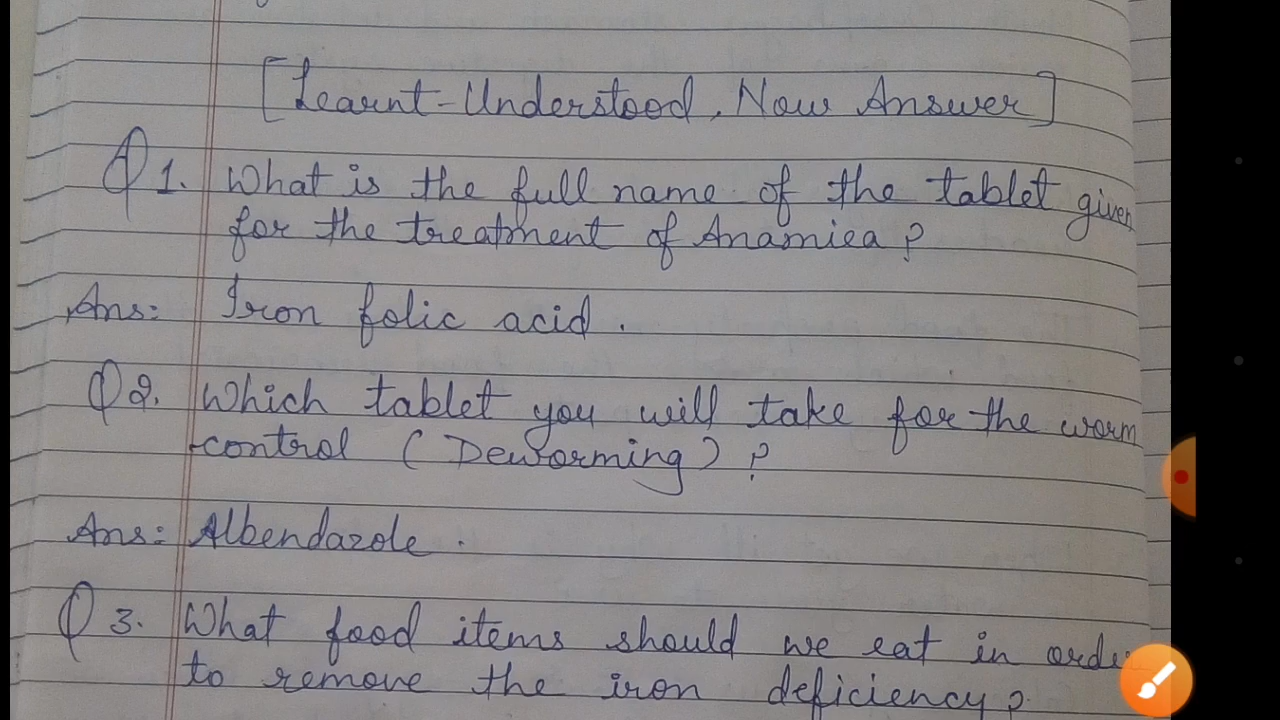 [Learnt-Understood, Now Answer]
Q1. What is the full name of the tablet given
for the treatment of Anamiea ?
Ans: Iron folic acid .
Q2. Which tablet you will take for the worm
-control ( Deworming ) ?
Ans: Albendazole .
Q3. What food items should we eat in orde
to remove the iron deficiency ?